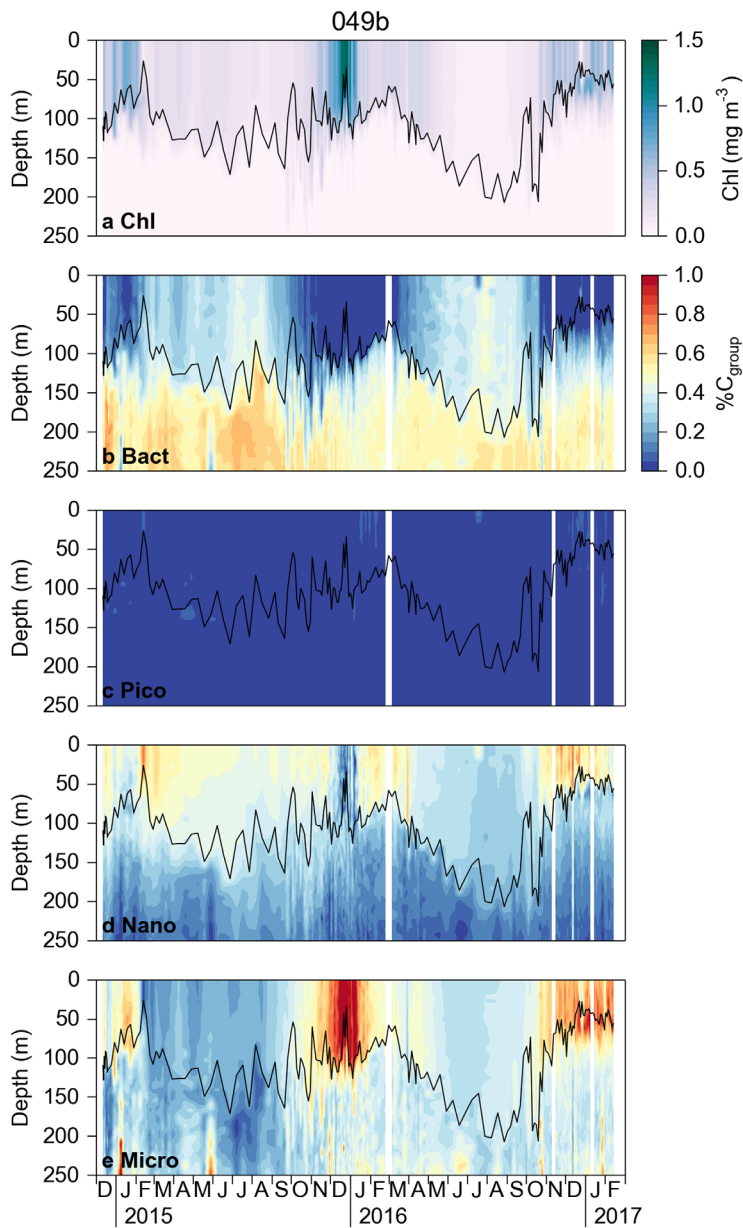 049b
0
50
100
150
200
250
Depth (m)
a Chl
1.5
1.0
0.5
0.0
Chl (mg m-3 )
0
50
100
150
200
250
Depth (m)
b Bact
1.0
0.8
0.6
0.4
0.2
0.0
%Cgroup
0
50
100
150
200
250
Depth (m)
c Pico
0
50
100
150
200
250
Depth (m)
d Nano
0
50
100
150
200
250
Depth (m)
e Micro
D J F M A M J J A S O N D J F M A M J J A S O N D J F
2015 2016 2017